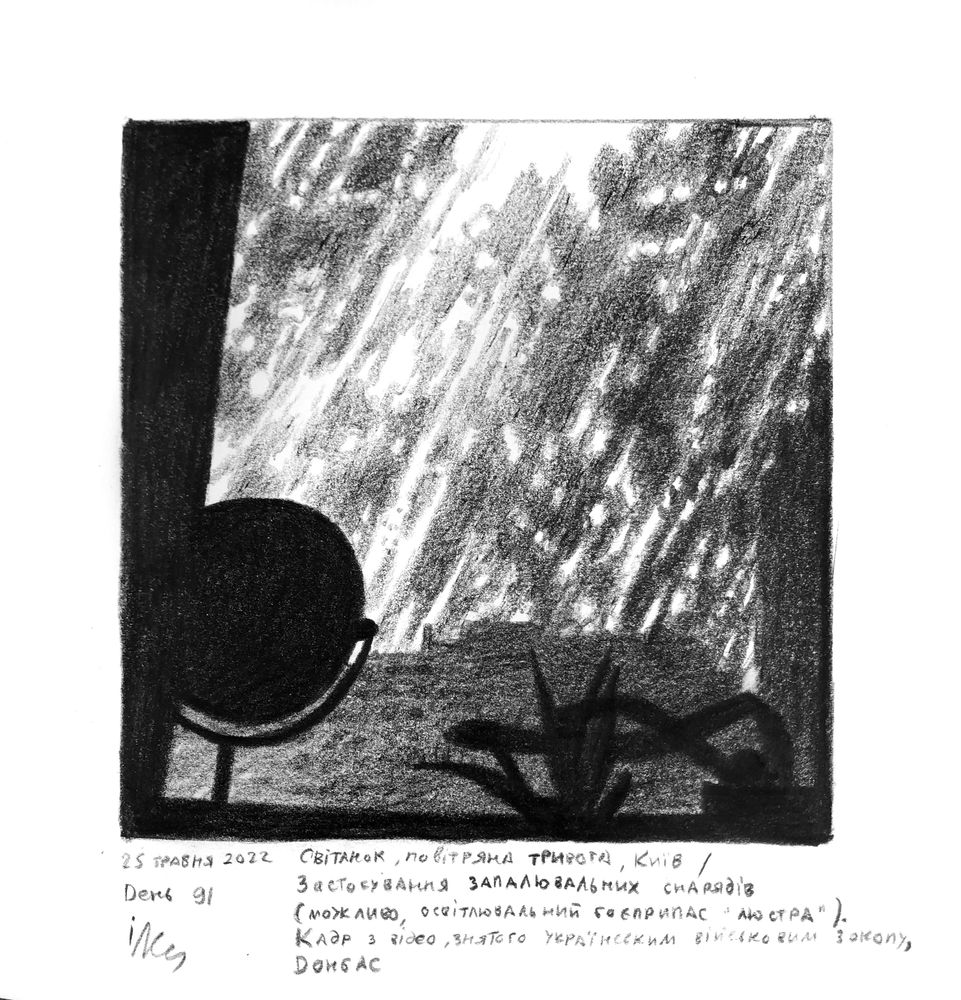 25 травня 2022 Світанок, повітряна тривога, Київ /
День 91 Застосування запалювальних снарядів
(можливо, освітлювальний боєприпас "люстра").
Кадр з відео, знятого українським військовим з окопу,
Донбас